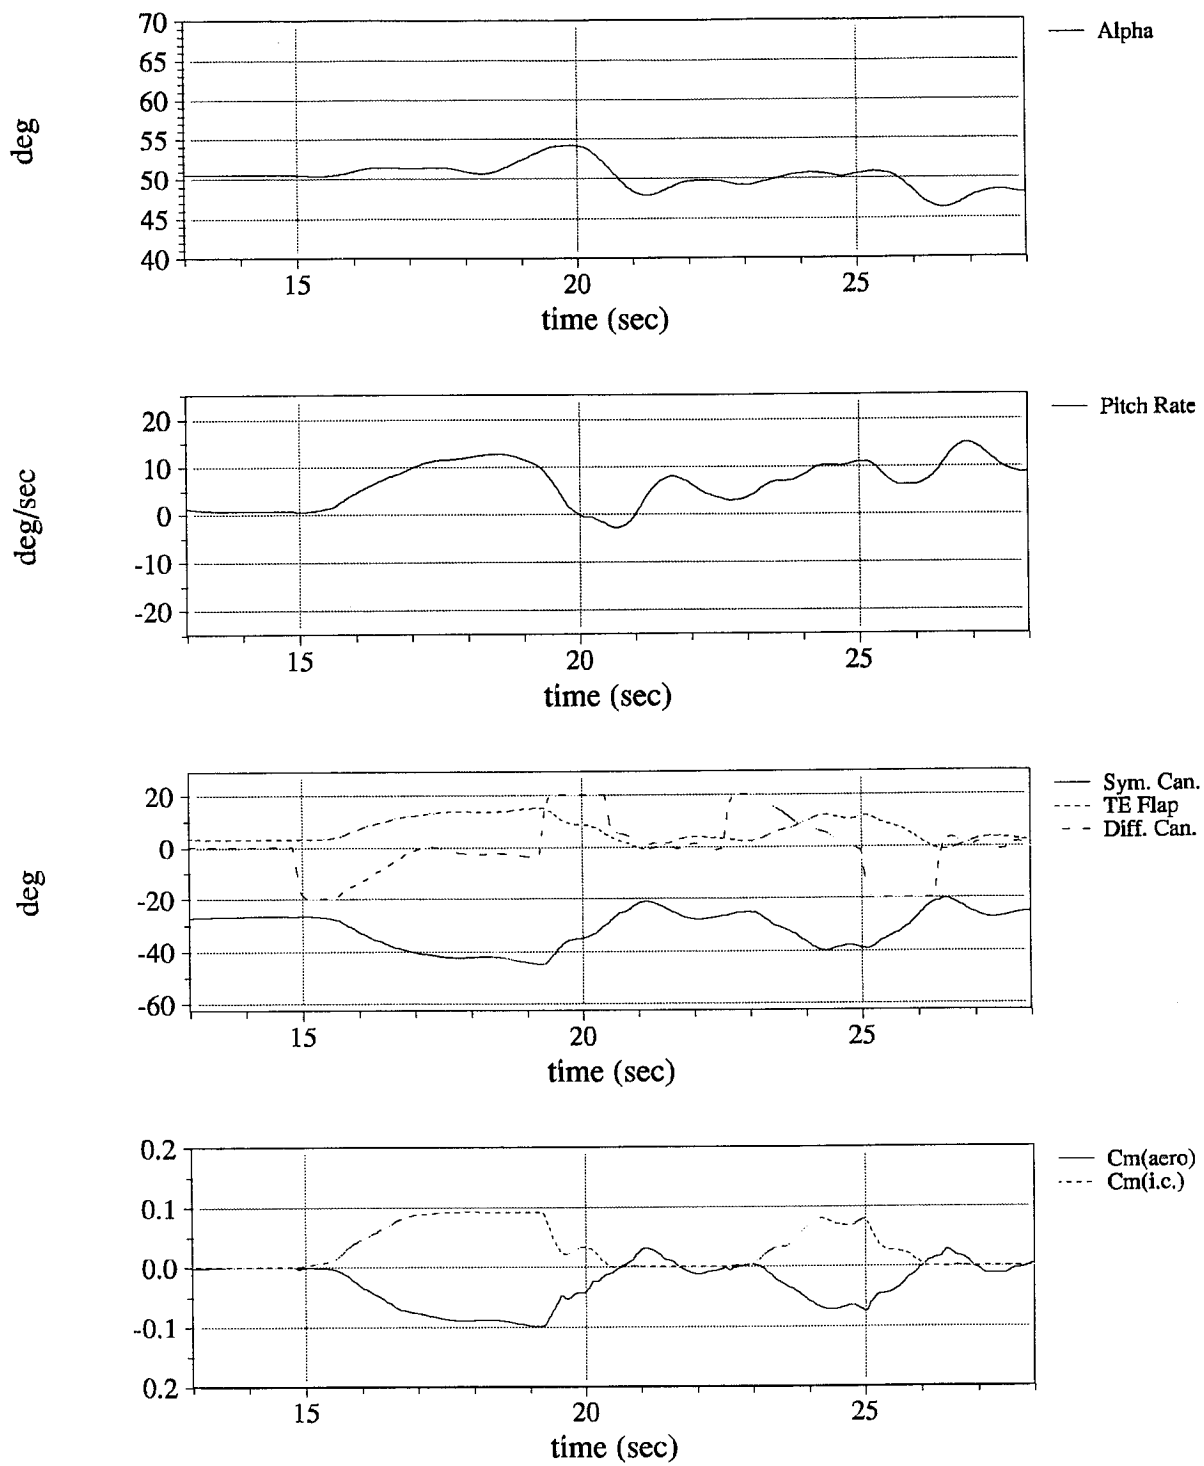 70
65
60
55
50
45
40
deg
15
20
25
time (sec)
Alpha
20
10
0
-10
-20
deg/sec
15
20
25
time (sec)
Pitch Rate
20
0
-20
-40
-60
deg
15
20
25
time (sec)
Sym. Can.
TE Flap
Diff. Can.
0.2
0.1
0.0
-0.1
0.2
15
20
25
time (sec)
Cm(aero)
Cm(i.c.)